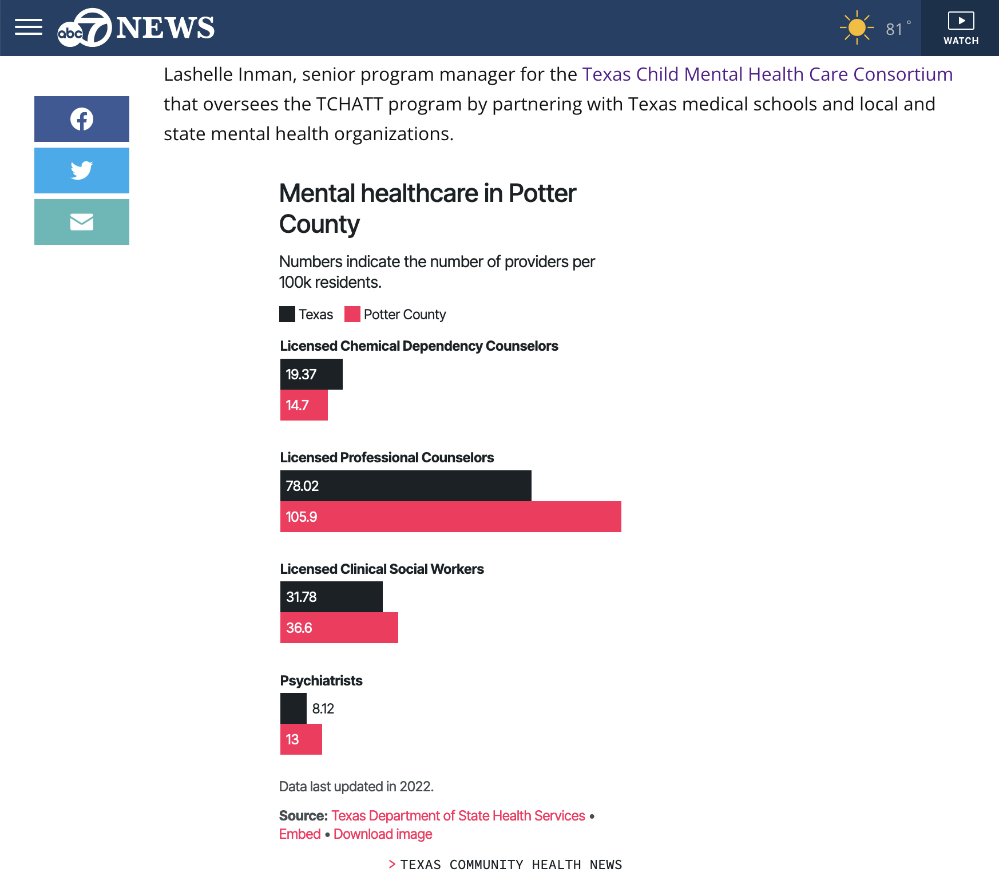 abc 7 NEWS
81°
WATCH
Lashelle Inman, senior program manager for the Texas Child Mental Health Care Consortium
that oversees the TCHATT program by partnering with Texas medical schools and local and
state mental health organizations.
Mental healthcare in Potter
County
Numbers indicate the number of providers per
100k residents.
Texas Potter County
Licensed Chemical Dependency Counselors
19.37
14.7
Licensed Professional Counselors
78.02
105.9
Licensed Clinical Social Workers
31.78
36.6
Psychiatrists
8.12
13
Data last updated in 2022.
Source: Texas Department of State Health Services •
Embed • Download image
> TEXAS COMMUNITY HEALTH NEWS